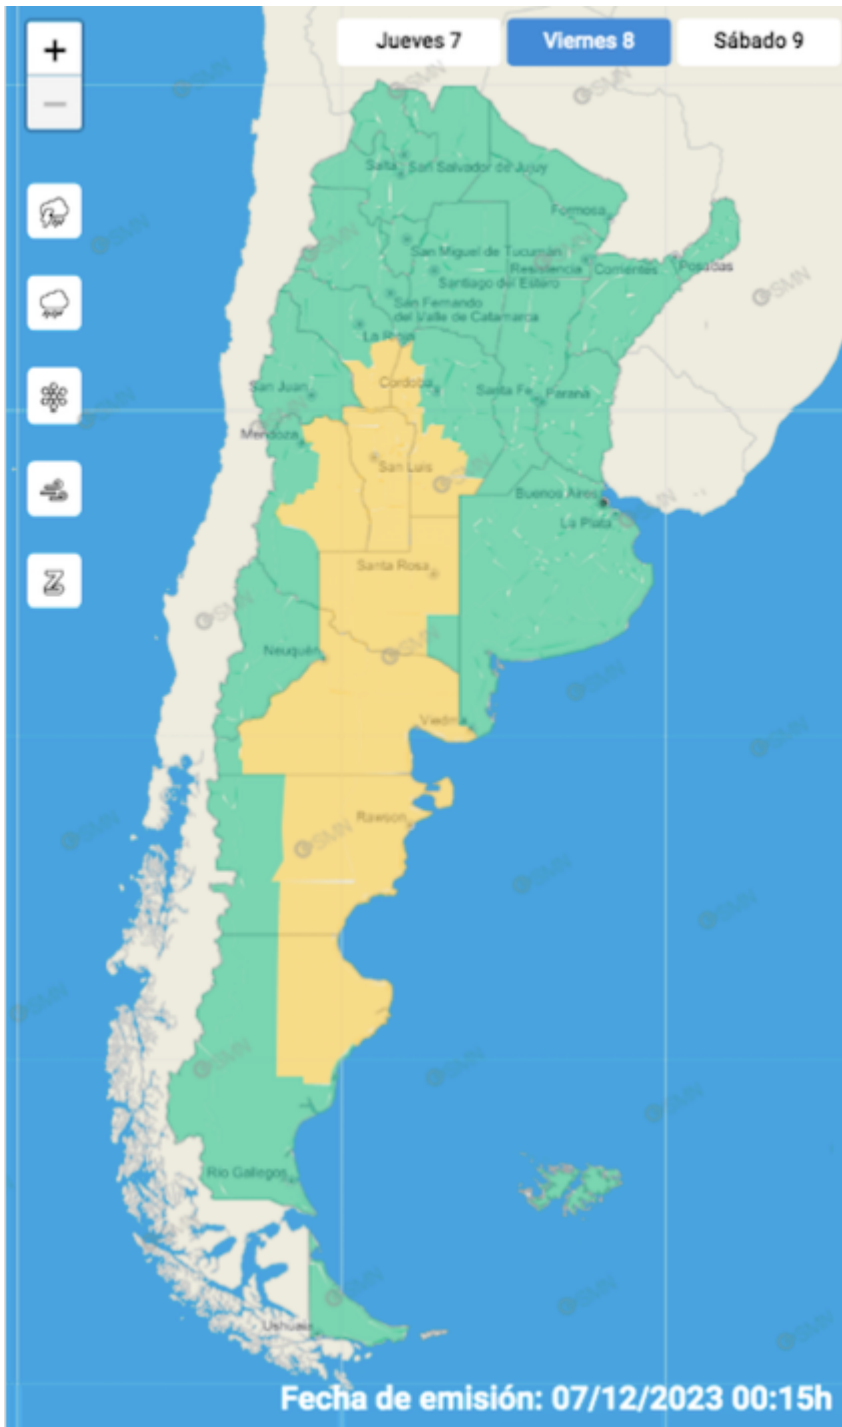 +
Jueves 7
Viernes 8
Sábado 9
−
Salta
San Salvador de Jujuy
Formosa
San Miguel de Tucumán
Resistencia
Corrientes
Posadas
Santiago del Estero
San Fernando
del Valle de Catamarca
La Rioja
San Juan
Cordoba
Santa Fe
Paraná
Mendoza
San Luis
Buenos Aires
La Plata
Santa Rosa
Neuquén
Viedma
Rawson
Río Gallegos
Ushuaia
SMN
Fecha de emisión: 07/12/2023 00:15h